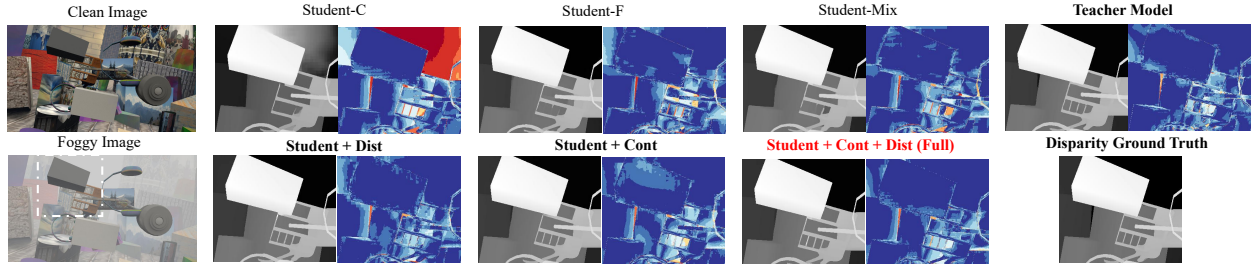 Clean Image
Student-C
Student-F
Student-Mix
Teacher Model
Foggy Image
Student + Dist
Student + Cont
Student + Cont + Dist (Full)
Disparity Ground Truth